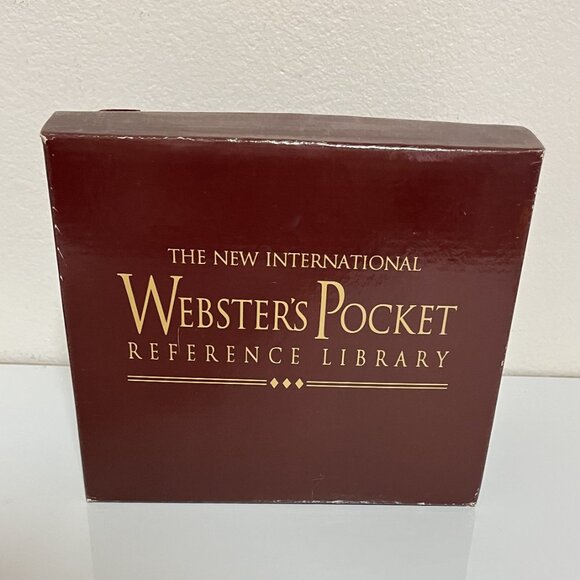 THE NEW INTERNATIONAL
WEBSTER'S POCKET
REFERENCE LIBRARY